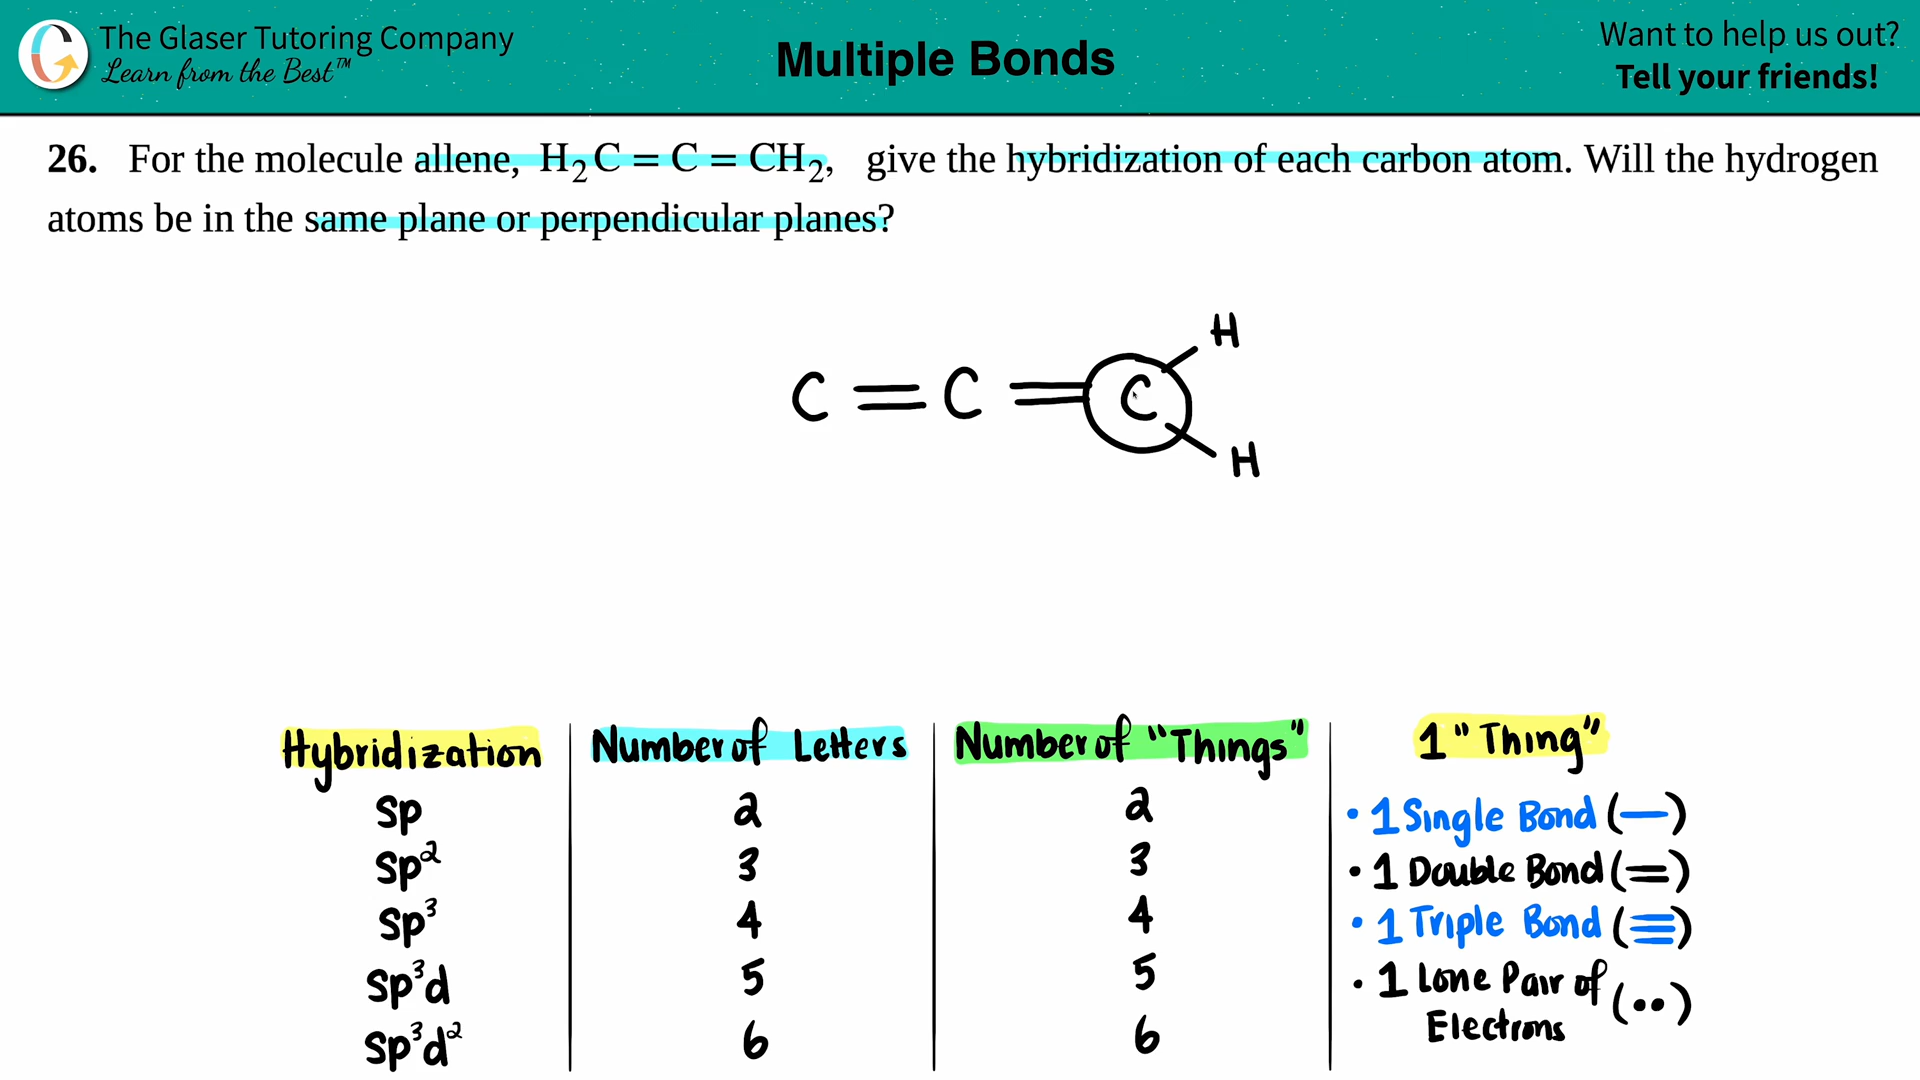 The Glaser Tutoring Company
Learn from the Best™
Multiple Bonds
Want to help us out?
Tell your friends!
26. For the molecule allene, H₂C = C = CH₂, give the hybridization of each carbon atom. Will the hydrogen
atoms be in the same plane or perpendicular planes?
H
C = C = C
H
Hybridization | Number of Letters | Number of "Things" | 1 "Thing"
Sp 2 2 • 1 Single Bond (—)
Sp² 3 3 • 1 Double Bond (=)
Sp³ 4 4 • 1 Triple Bond (≡)
Sp³d 5 5 • 1 Lone Pair of
Electrons (••)
Sp³d² 6 6